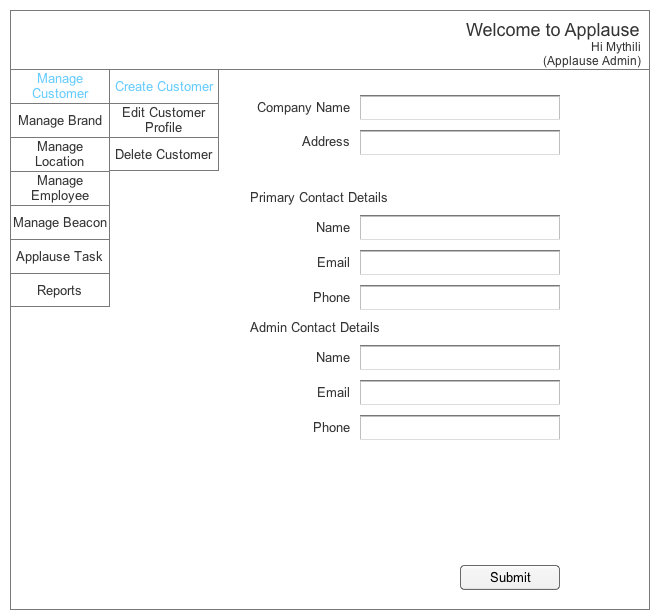 Welcome to Applause
Hi Mythili
(Applause Admin)
Manage
Customer
Manage Brand
Manage
Location
Manage
Employee
Manage Beacon
Applause Task
Reports
Create Customer
Edit Customer
Profile
Delete Customer
Company Name
Address
Primary Contact Details
Name
Email
Phone
Admin Contact Details
Name
Email
Phone
Submit